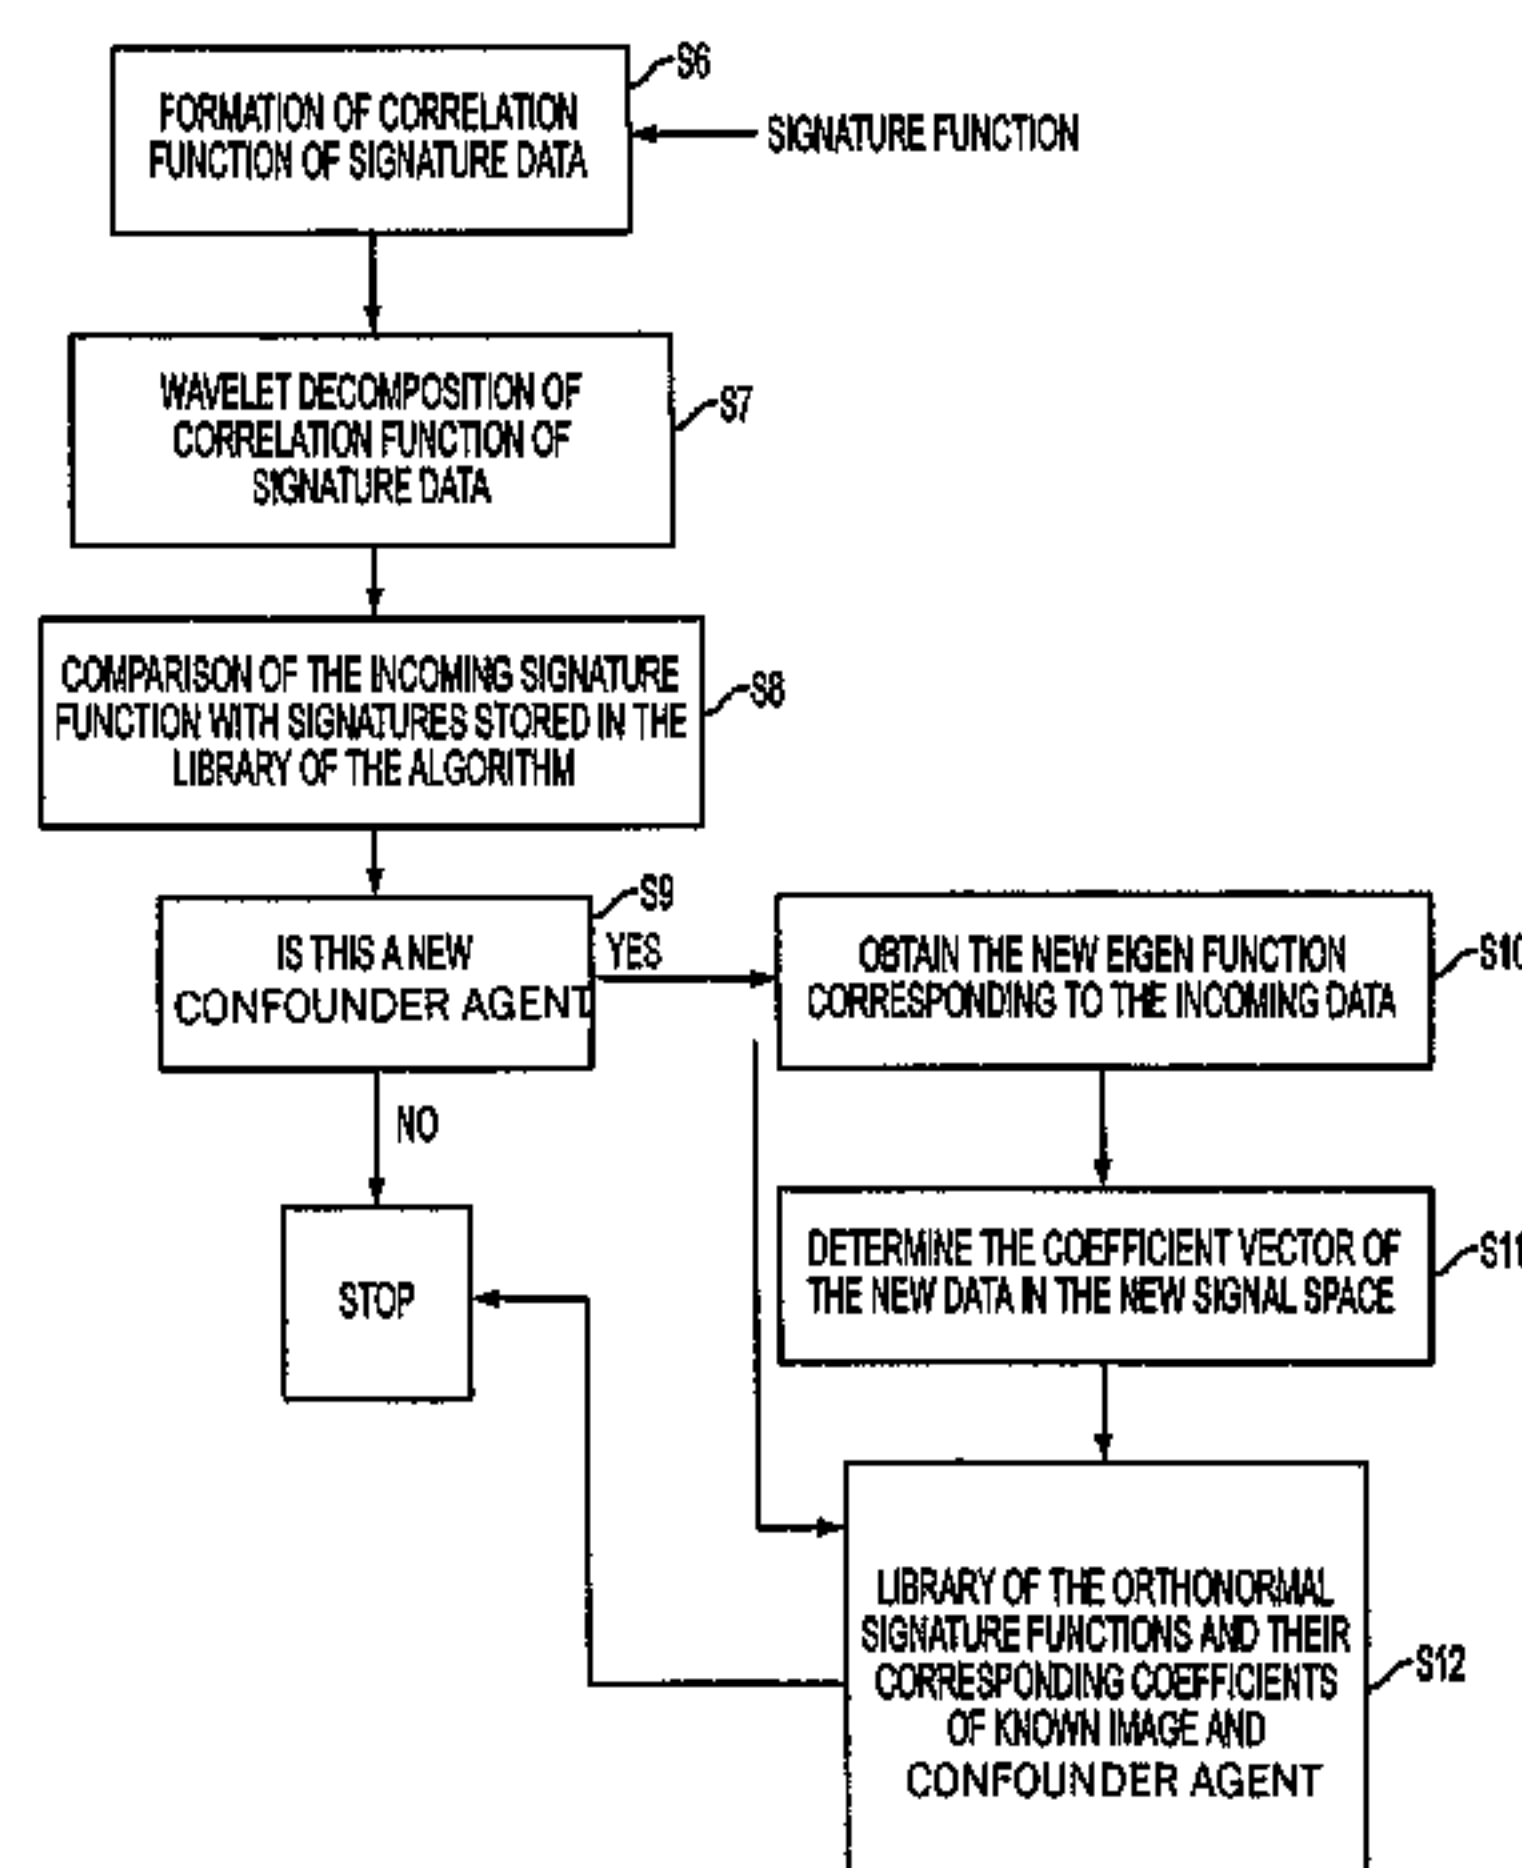 FORMATION OF CORRELATION
FUNCTION OF SIGNATURE DATA
S6
SIGNATURE FUNCTION
WAVELET DECOMPOSITION OF
CORRELATION FUNCTION OF
SIGNATURE DATA
S7
COMPARISON OF THE INCOMING SIGNATURE
FUNCTION WITH SIGNATURES STORED IN THE
LIBRARY OF THE ALGORITHM
S8
IS THIS A NEW
CONFOUNDER AGENT
S9
YES
NO
OBTAIN THE NEW EIGEN FUNCTION
CORRESPONDING TO THE INCOMING DATA
S10
DETERMINE THE COEFFICIENT VECTOR OF
THE NEW DATA IN THE NEW SIGNAL SPACE
S11
STOP
LIBRARY OF THE ORTHONORMAL
SIGNATURE FUNCTIONS AND THEIR
CORRESPONDING COEFFICIENTS
OF KNOWN IMAGE AND
CONFOUNDER AGENT
S12